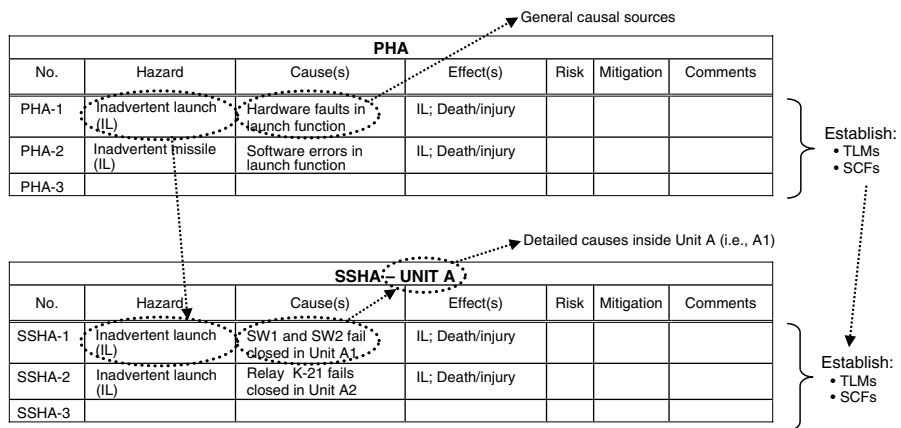 General causal sources
PHA
No. Hazard Cause(s) Effect(s) Risk Mitigation Comments
PHA-1 Inadvertent launch (IL) Hardware faults in launch function IL; Death/injury
PHA-2 Inadvertent missile (IL) Software errors in launch function IL; Death/injury
PHA-3
Establish:
• TLMs
• SCFs
Detailed causes inside Unit A (i.e., A1)
SSHA – UNIT A
No. Hazard Cause(s) Effect(s) Risk Mitigation Comments
SSHA-1 Inadvertent launch (IL) SW1 and SW2 fail closed in Unit A1 IL; Death/injury
SSHA-2 Inadvertent launch (IL) Relay K-21 fails closed in Unit A2 IL; Death/injury
SSHA-3
Establish:
• TLMs
• SCFs